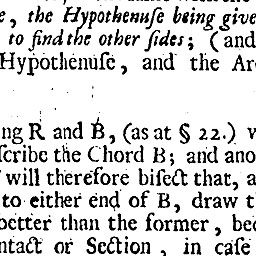 e, the Hypothenuſe being give
to find the other ſides; (and
Hypothenuſe, and the Ar
ng R and B, (as at § 22.) w
ſcribe the Chord B; and ano
will therefore biſect that, a
to either end of B, draw t
better than the former, bec
ntact or Section, in caſe